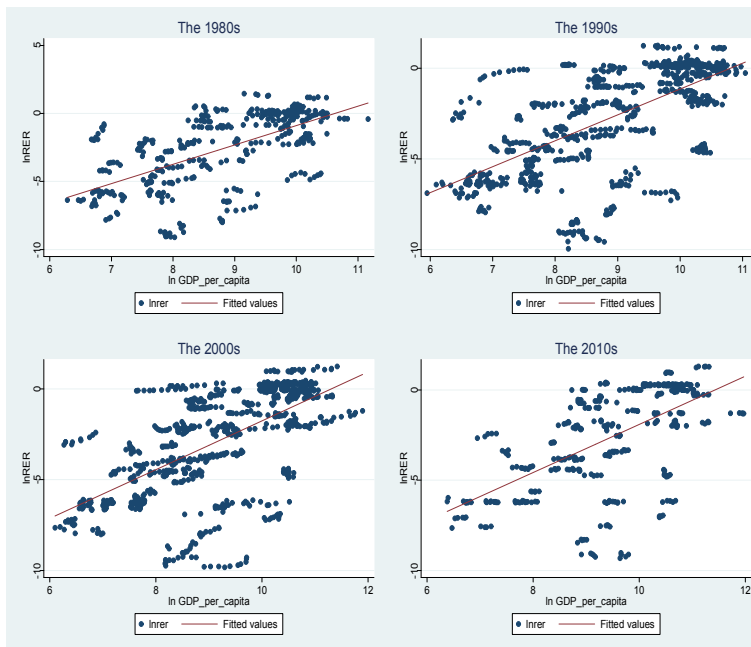 The 1980s
lnRER
5
0
-5
-10
7
8
9
10
11
ln GDP_per_capita
lnrer
Fitted values
The 1990s
lnRER
0
-5
-10
6
7
8
9
10
11
ln GDP_per_capita
lnrer
Fitted values
The 2000s
lnRER
0
-5
-10
6
8
10
12
ln GDP_per_capita
lnrer
Fitted values
The 2010s
lnRER
0
-5
-10
6
8
10
12
ln GDP_per_capita
lnrer
Fitted values